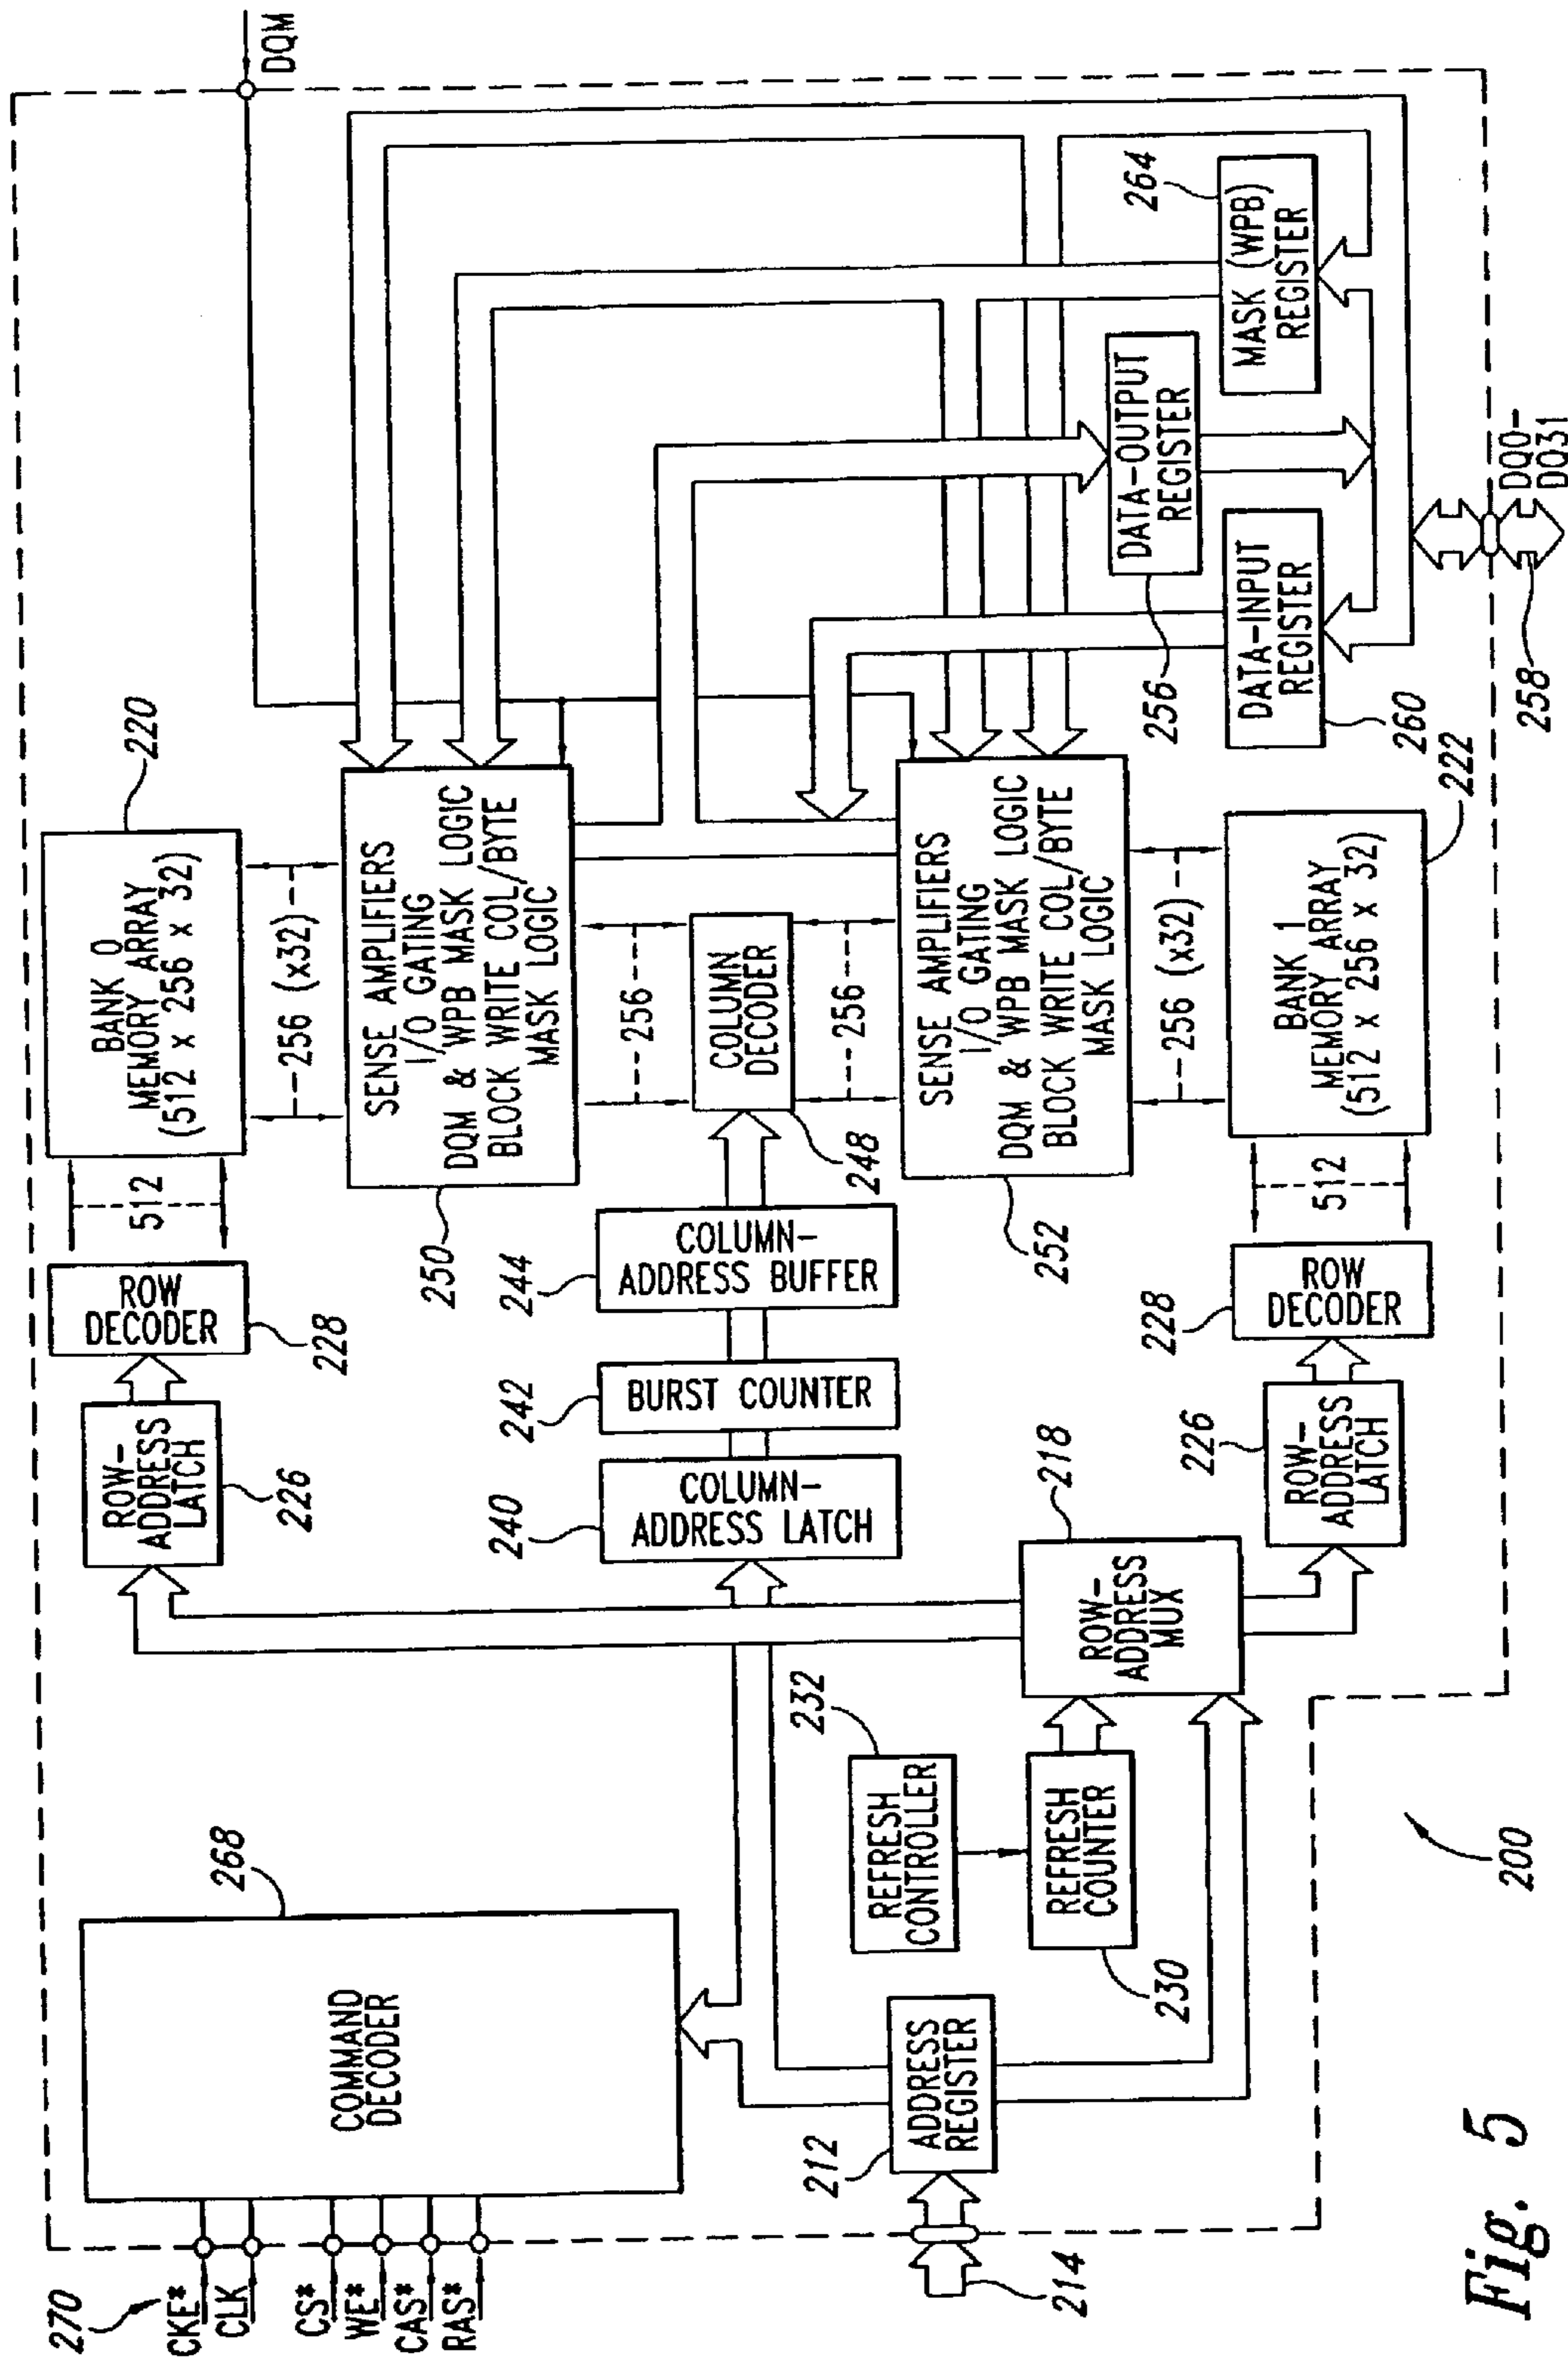 270
CKE*
CLK
CS*
WE*
CAS*
RAS*
COMMAND
DECODER
268
214
212
ADDRESS
REGISTER
REFRESH
CONTROLLER
232
REFRESH
COUNTER
230
ROW-
ADDRESS
MUX
218
ROW-
ADDRESS
LATCH
226
ROW
DECODER
228
512
BANK 0
MEMORY ARRAY
(512 x 256 x 32)
220
256 (x32)
SENSE AMPLIFIERS
I/O GATING
DQM & WPB MASK LOGIC
BLOCK WRITE COL/BYTE
MASK LOGIC
250
256
COLUMN-
ADDRESS LATCH
240
BURST COUNTER
242
COLUMN-
ADDRESS BUFFER
244
COLUMN
DECODER
248
256
SENSE AMPLIFIERS
I/O GATING
DQM & WPB MASK LOGIC
BLOCK WRITE COL/BYTE
MASK LOGIC
252
256 (x32)
ROW-
ADDRESS
LATCH
226
ROW
DECODER
228
512
BANK 1
MEMORY ARRAY
(512 x 256 x 32)
222
DATA-INPUT
REGISTER
260
DATA-OUTPUT
REGISTER
256
MASK (WPB)
REGISTER
264
DQM
DQ0-
DQ31
258
200
Fig. 5